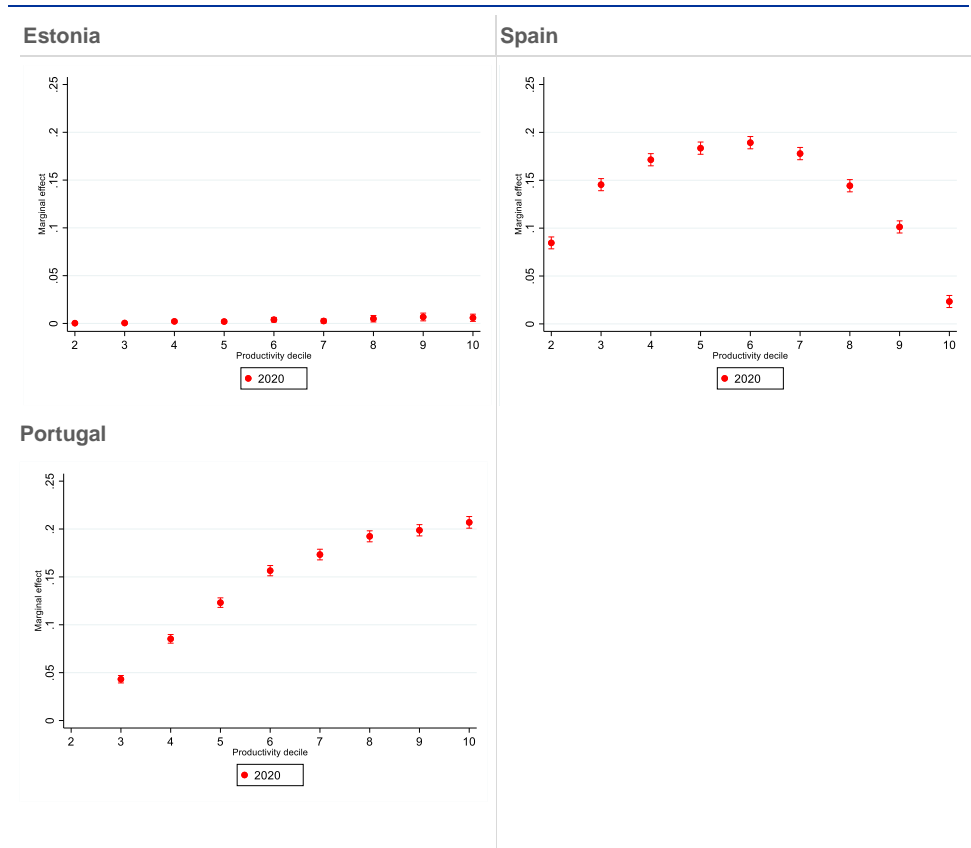 Estonia
Spain
.25
.2
.15
.1
.05
0
Marginal effect
2 3 4 5 6 7 8 9 10
Productivity decile
2020
.25
.2
.15
.1
.05
0
Marginal effect
2 3 4 5 6 7 8 9 10
Productivity decile
2020
Portugal
.25
.2
.15
.1
.05
0
Marginal effect
2 3 4 5 6 7 8 9 10
Productivity decile
2020